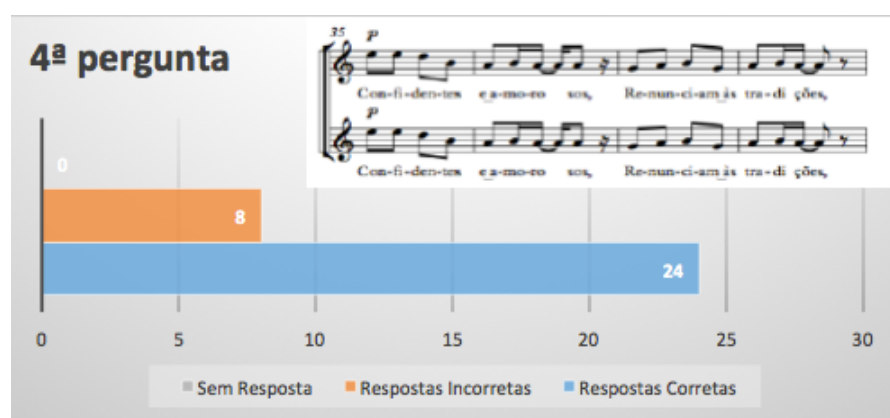 4ª pergunta
35
p
Con-fi-den-tes e a-mo-ro sos, Re-nun-ci-am às tra-di ções,
p
Con-fi-den-tes e a-mo-ro sos, Re-nun-ci-am às tra-di ções,
0
8
24
0 5 10 15 20 25 30
Sem Resposta Respostas Incorretas Respostas Corretas